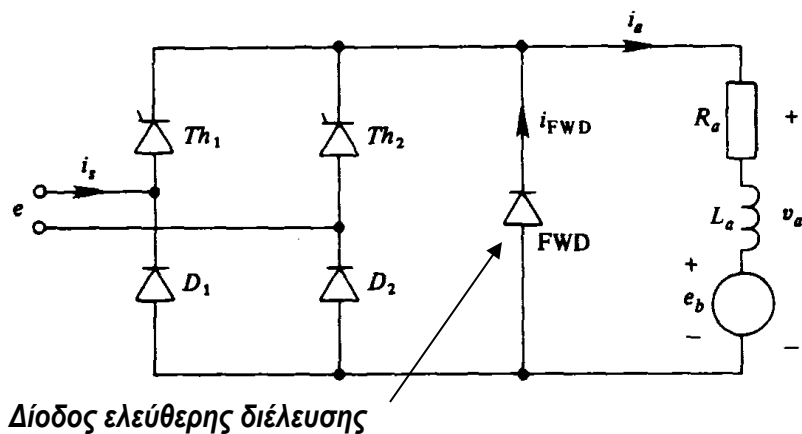 i_a
Th_1
Th_2
i_FWD
R_a
+
i_s
e
FWD
L_a
v_a
D_1
D_2
+
e_b
−
−
Δίοδος ελεύθερης διέλευσης